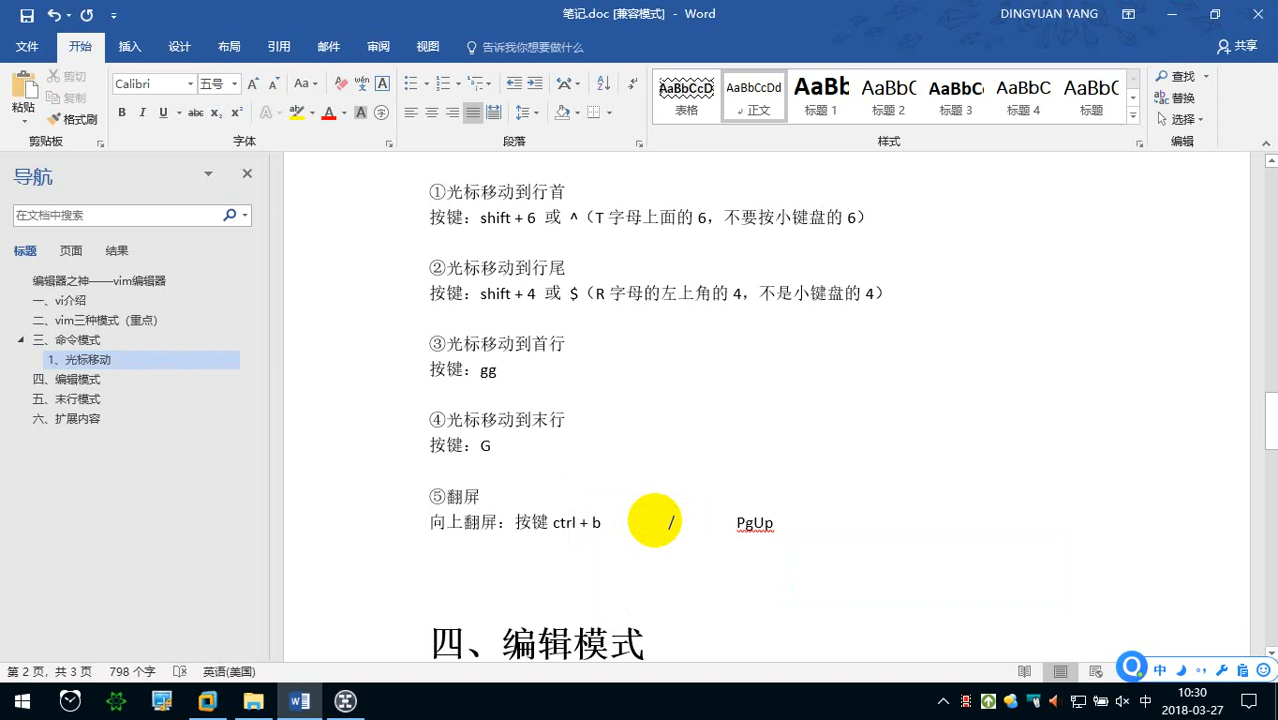 笔记.doc [兼容模式] - Word
DINGYUAN YANG
文件 开始 插入 设计 布局 引用 邮件 审阅 视图 告诉我你想要做什么 共享
剪切
复制
粘贴
格式刷
剪贴板
Calibri 五号
字体
段落
AaBbCcD 表格
AaBbCcDd 正文
AaBb 标题 1
AaBbC 标题 2
AaBbC 标题 3
AaBbC 标题 4
AaBbC 标题
样式
查找
替换
选择
编辑
导航
在文档中搜索
标题 页面 结果
编辑器之神——vim编辑器
一、vi介绍
二、vim三种模式（重点）
三、命令模式
1、光标移动
四、编辑模式
五、末行模式
六、扩展内容
①光标移动到行首
按键：shift + 6 或 ^（T 字母上面的 6，不要按小键盘的 6）
②光标移动到行尾
按键：shift + 4 或 $（R 字母的左上角的 4，不是小键盘的 4）
③光标移动到首行
按键：gg
④光标移动到末行
按键：G
⑤翻屏
向上翻屏：按键 ctrl + b / PgUp
四、编辑模式
第 2 页，共 3 页 798 个字 英语(美国)
中
中
10:30
2018-03-27